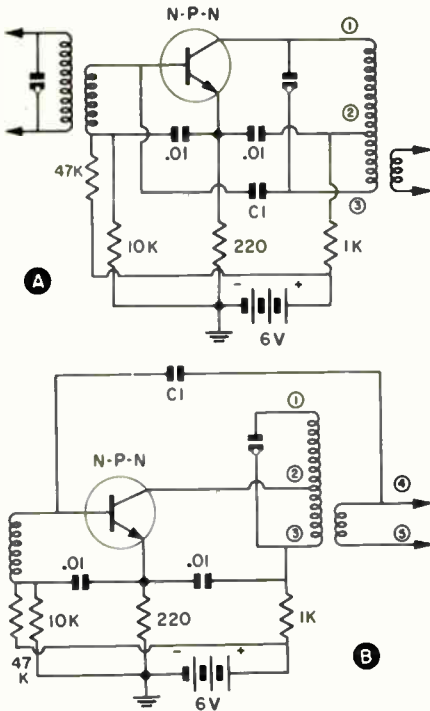 N-P-N
①
②
.01
.01
47K
C1
③
10K
220
1K
A
- +
6V
C1
①
N-P-N
②
④
③
⑤
.01
.01
10K
220
1K
47
K
- +
B
6V